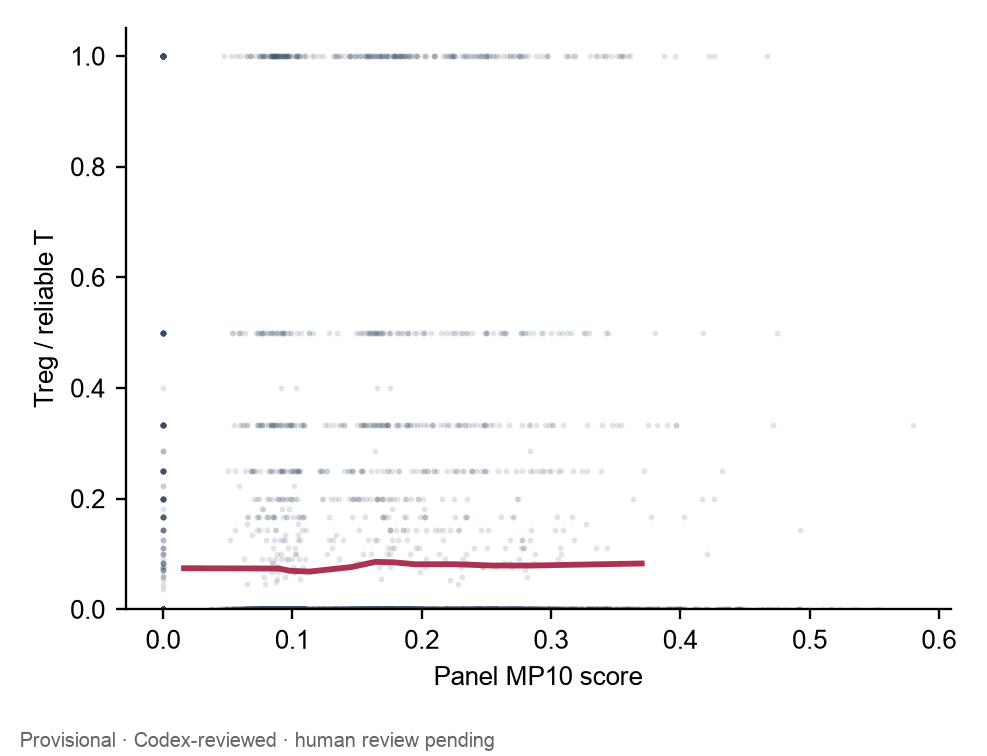 1.0
0.8
0.6
0.4
0.2
0.0
Treg / reliable T
0.0 0.1 0.2 0.3 0.4 0.5 0.6
Panel MP10 score
Provisional · Codex-reviewed · human review pending